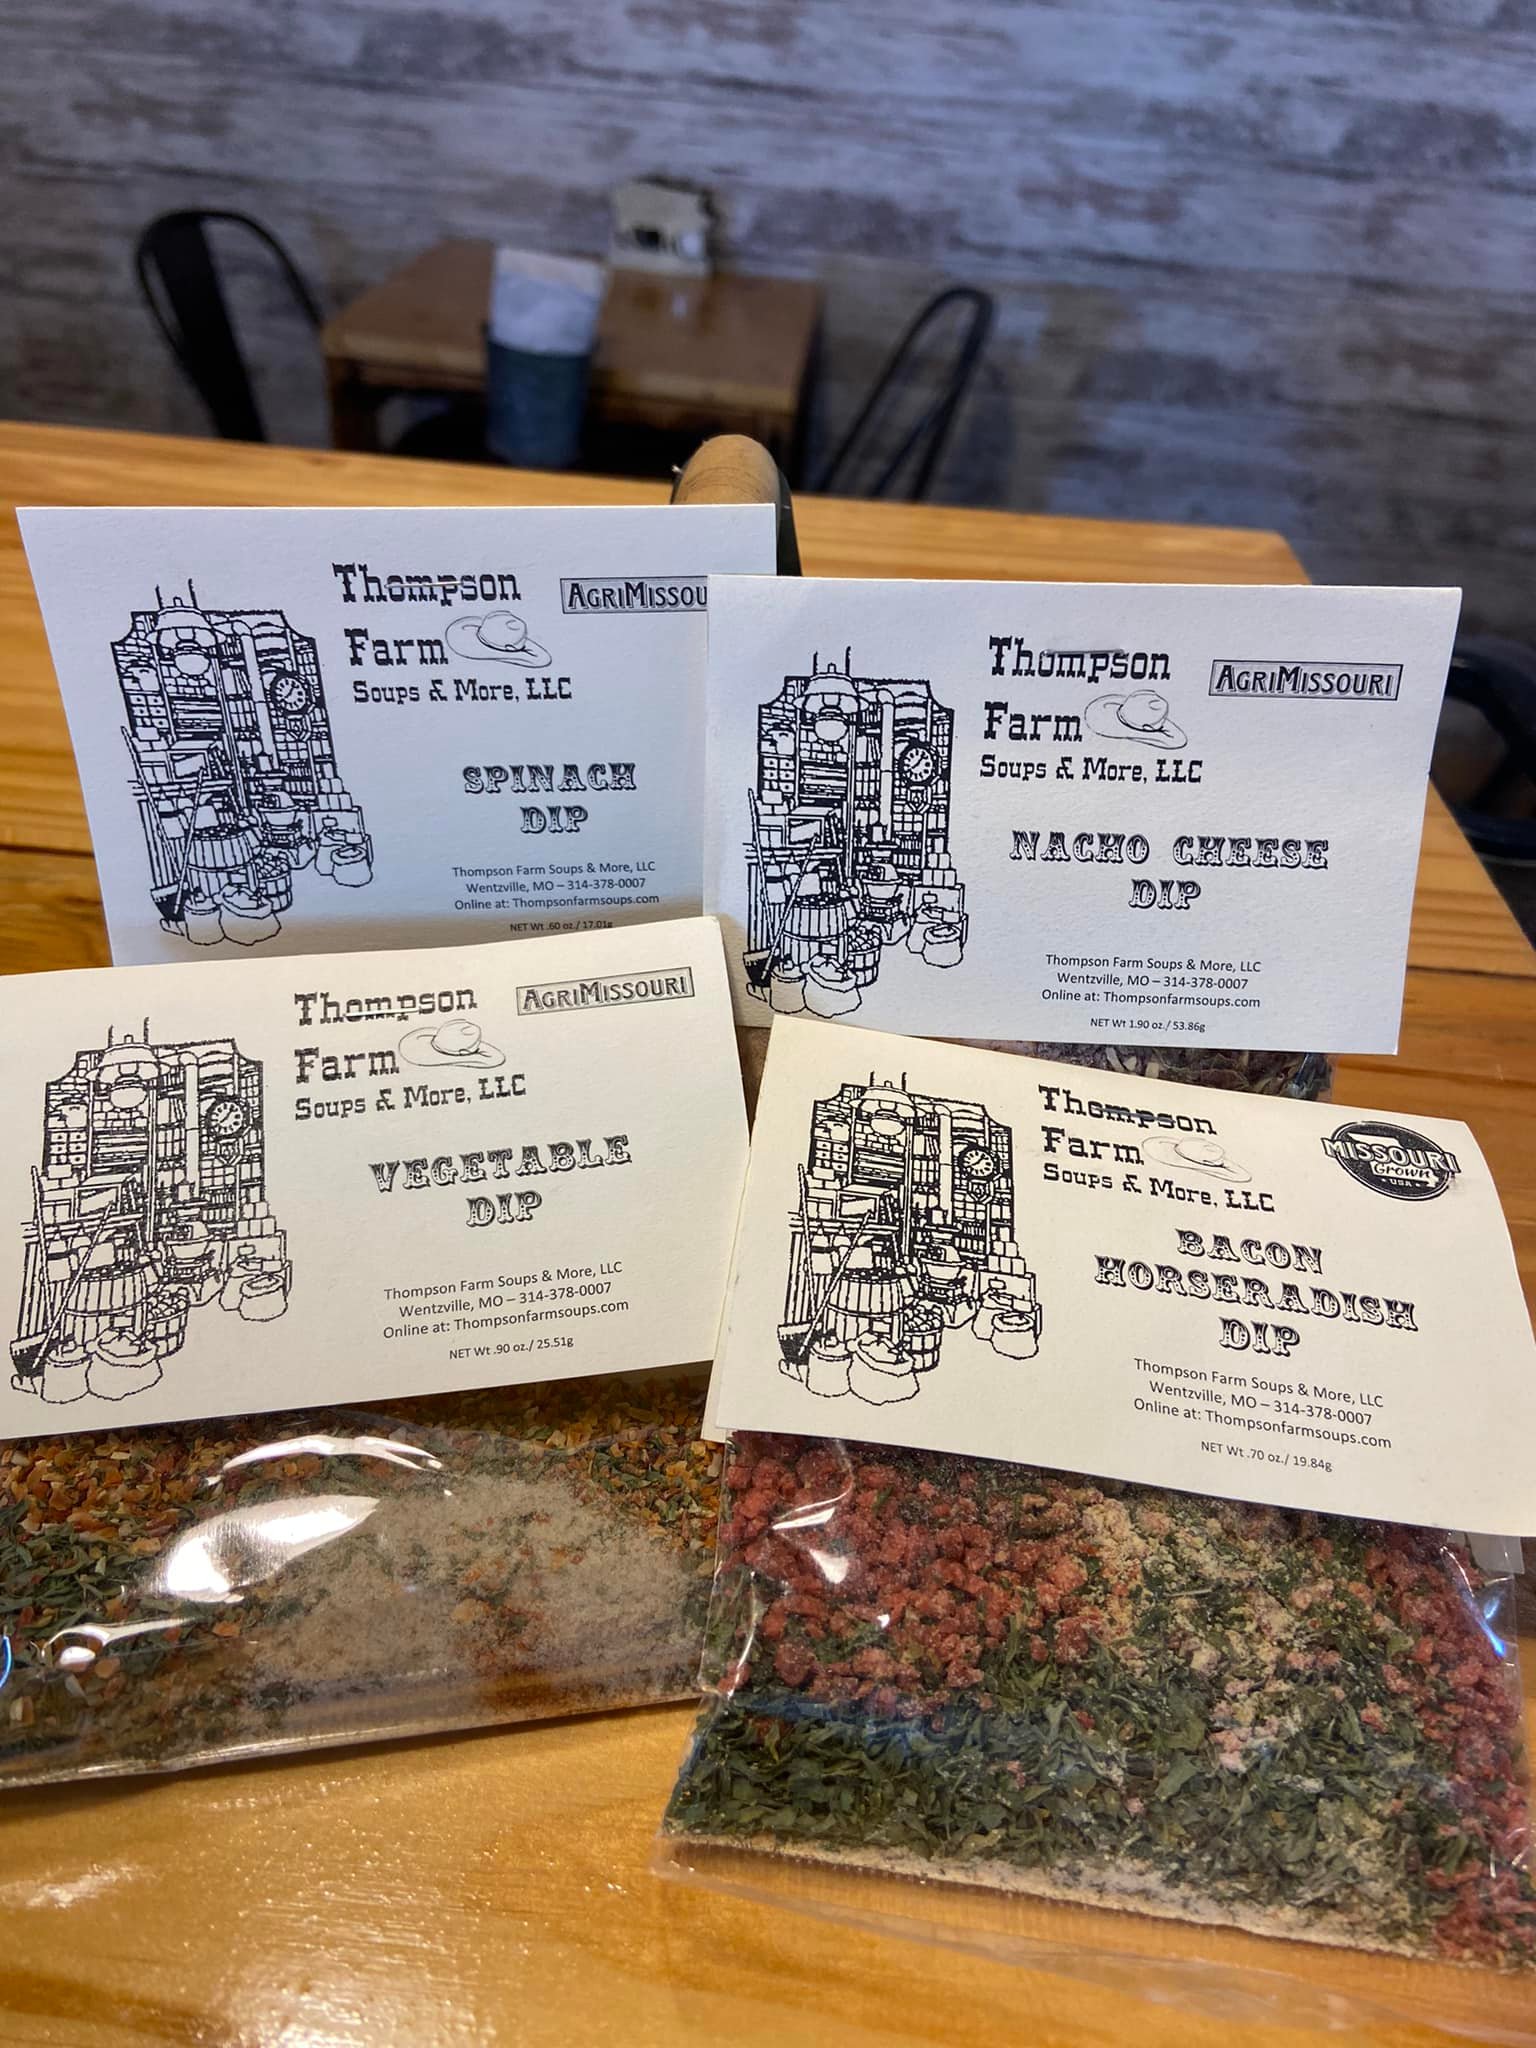 Thompson
Farm
Soups & More, LLC
AgriMissou
Spinach
Dip
Thompson Farm Soups & More, LLC
Wentzville, MO – 314-378-0007
Online at: Thompsonfarmsoups.com
NET Wt .60 oz./ 17.01g
Thompson
Farm
Soups & More, LLC
AgriMissouri
Nacho Cheese
Dip
Thompson Farm Soups & More, LLC
Wentzville, MO – 314-378-0007
Online at: Thompsonfarmsoups.com
NET Wt 1.90 oz./ 53.86g
Thompson
Farm
Soups & More, LLC
AgriMissouri
Vegetable
Dip
Thompson Farm Soups & More, LLC
Wentzville, MO – 314-378-0007
Online at: Thompsonfarmsoups.com
NET Wt .90 oz./ 25.51g
Thompson
Farm
Soups & More, LLC
Missouri
Grown
USA
Bacon
Horseradish
Dip
Thompson Farm Soups & More, LLC
Wentzville, MO – 314-378-0007
Online at: Thompsonfarmsoups.com
NET Wt .70 oz./ 19.84g